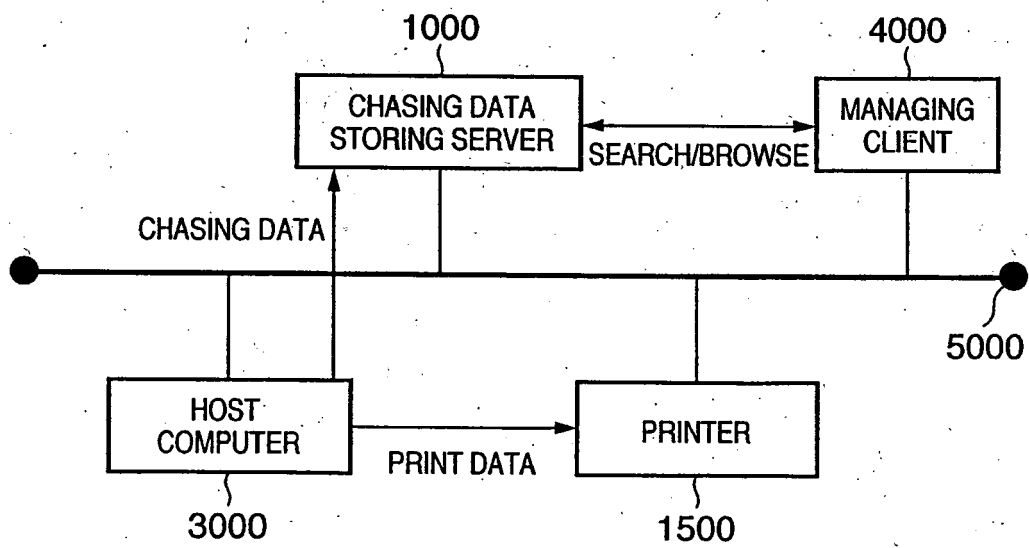 1000
4000
CHASING DATA
STORING SERVER
MANAGING
CLIENT
SEARCH/BROWSE
CHASING DATA
5000
HOST
COMPUTER
PRINTER
PRINT DATA
3000
1500